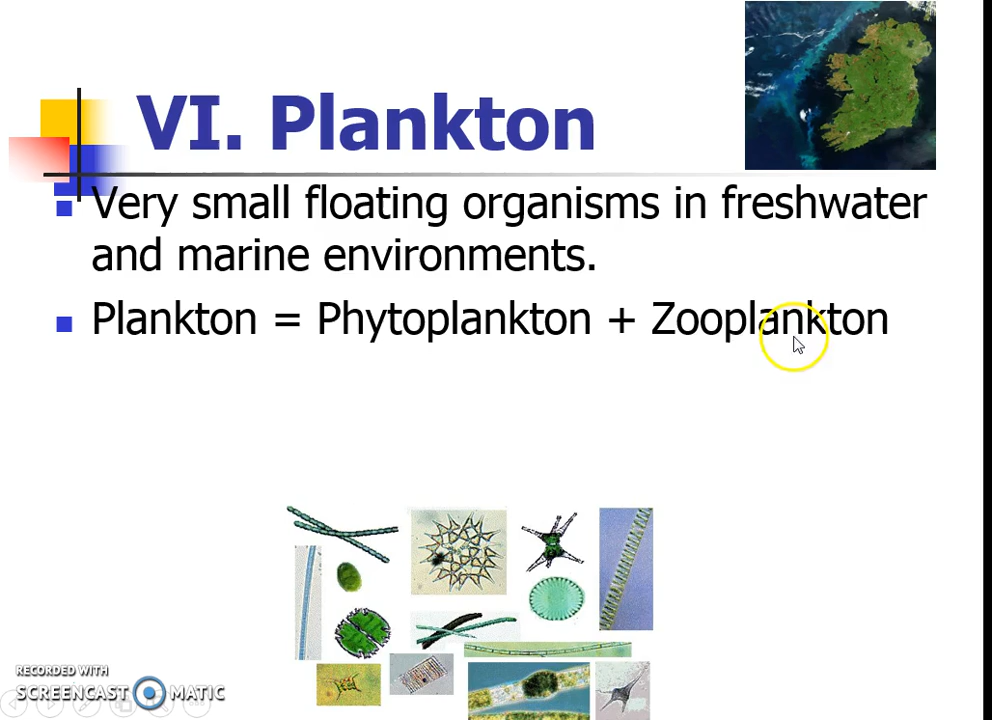 VI. Plankton
Very small floating organisms in freshwater
and marine environments.
Plankton = Phytoplankton + Zooplankton
RECORDED WITH
SCREENCAST MATIC